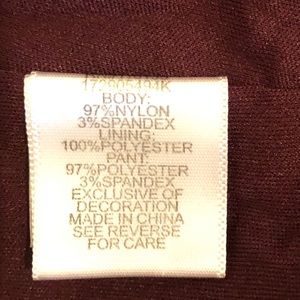 172905494K
BODY:
97%NYLON
3%SPANDEX
LINING:
100%POLYESTER
PANT:
97%POLYESTER
3%SPANDEX
EXCLUSIVE OF
DECORATION
MADE IN CHINA
SEE REVERSE
FOR CARE